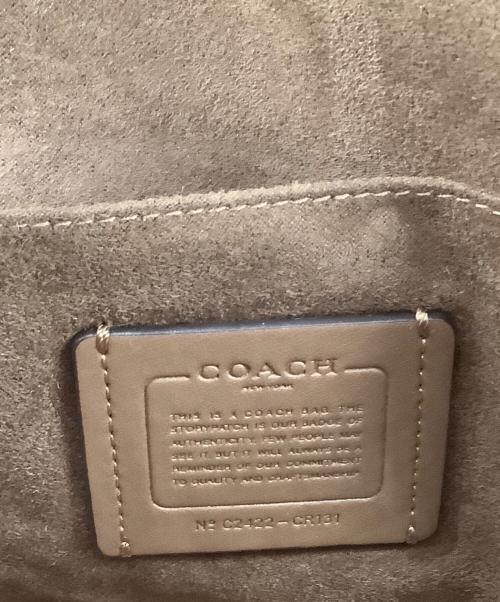 COACH
NEW YORK
THIS IS A COACH BAG. THE
STORYPATCH IS OUR BADGE OF
AUTHENTICITY. FEW PEOPLE MAY
SEE IT BUT IT WILL ALWAYS BE A
REMINDER OF OUR COMMITMENT
TO QUALITY AND CRAFTSMANSHIP
Nº C2422-CR131